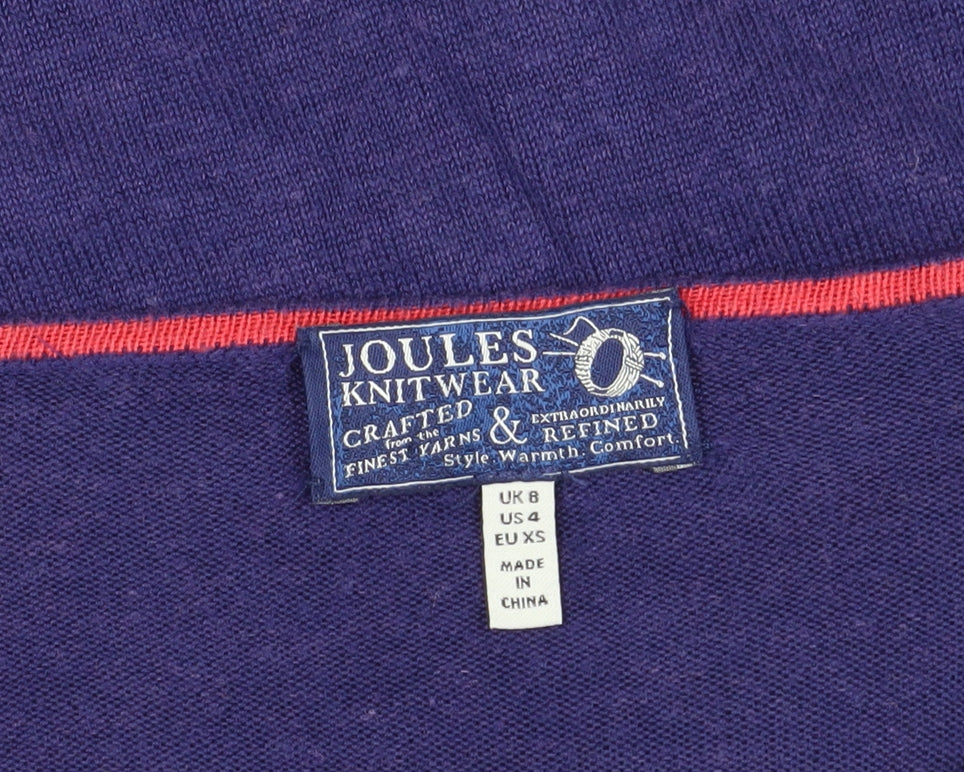 JOULES
KNITWEAR
CRAFTED
from the
FINEST YARNS
&
EXTRAORDINARILY
REFINED
Style. Warmth. Comfort.
UK 8
US 4
EU XS
MADE
IN
CHINA